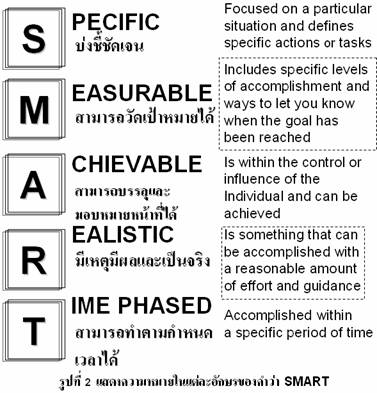 S PECIFIC
บ่งชี้ชัดเจน
Focused on a particular
situation and defines
specific actions or tasks
M EASURABLE
สามารถวัดเป้าหมายได้
Includes specific levels
of accomplishment and
ways to let you know
when the goal has
been reached
A CHIEVABLE
สามารถบรรลุและ
มอบหมายหน้าที่ได้
Is within the control or
influence of the
Individual and can be
achieved
R EALISTIC
มีเหตุมีผลและเป็นจริง
Is something that can
be accomplished with
a reasonable amount
of effort and guidance
T IME PHASED
สามารถทำตามกำหนด
เวลาได้
Accomplished within
a specific period of time
รูปที่ 2 แสดงความหมายในแต่ละอักษรของคำว่า SMART